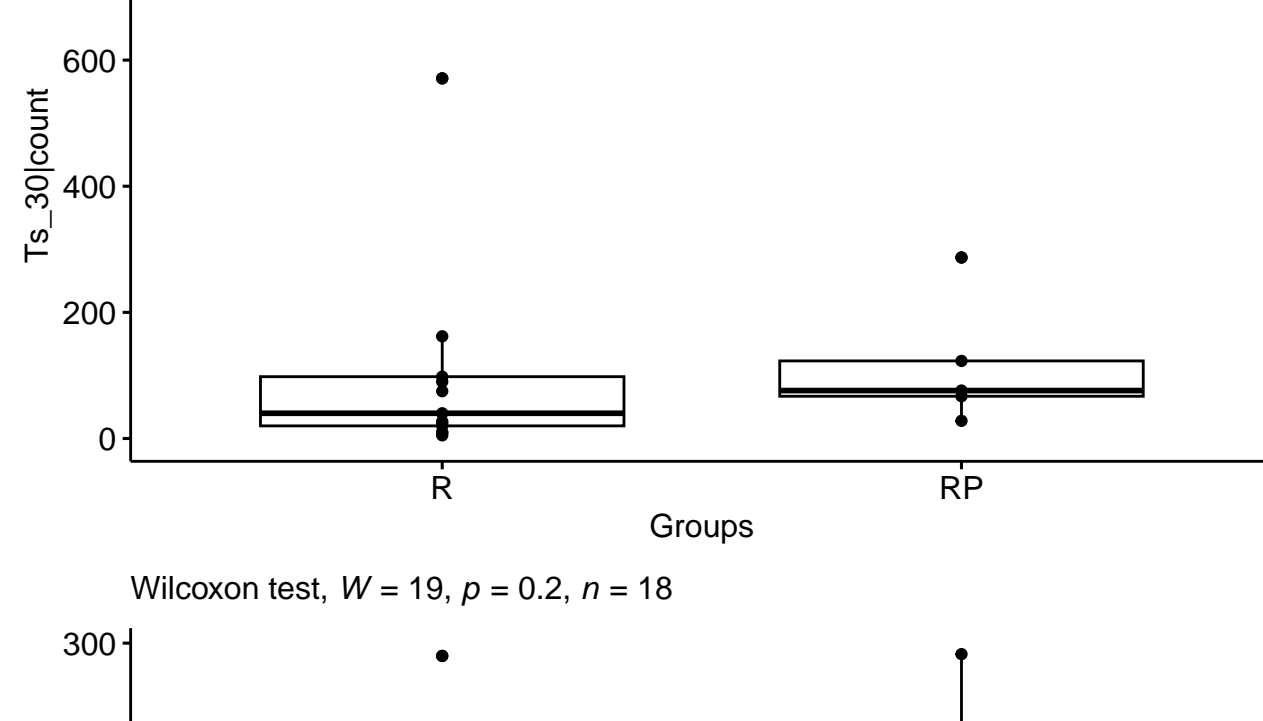 600
400
200
0
Ts_30|count
R RP
Groups
Wilcoxon test, W = 19, p = 0.2, n = 18
300